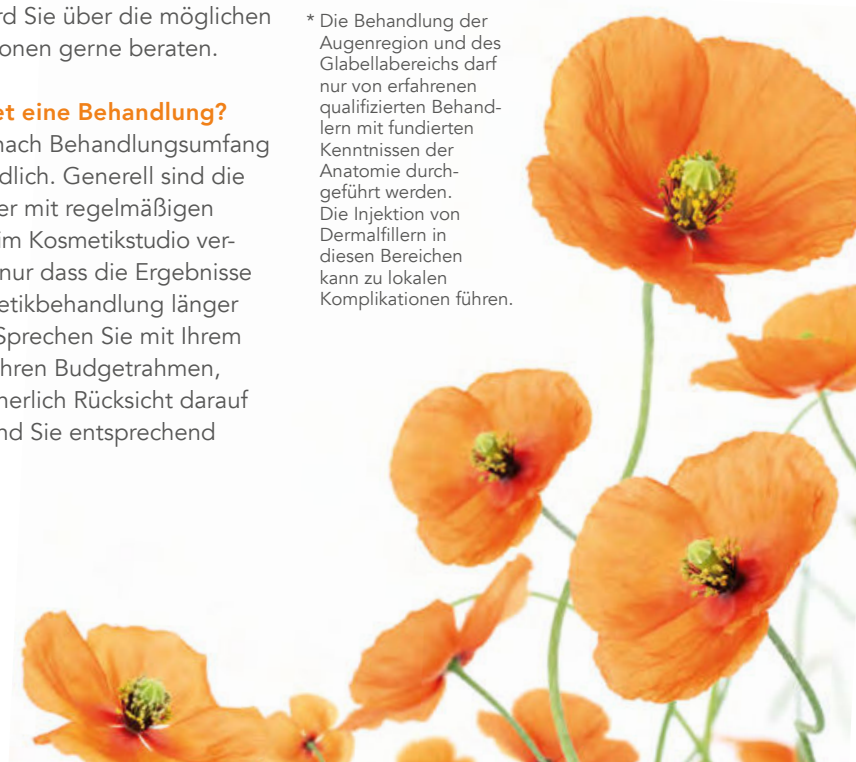 rd Sie über die möglichen
onen gerne beraten.
et eine Behandlung?
nach Behandlungsumfang
dlich. Generell sind die
er mit regelmäßigen
im Kosmetikstudio ver-
nur dass die Ergebnisse
etikbehandlung länger
Sprechen Sie mit Ihrem
hren Budgetrahmen,
herlich Rücksicht darauf
nd Sie entsprechend
* Die Behandlung der
Augenregion und des
Glabellabereichs darf
nur von erfahrenen
qualifizierten Behand-
lern mit fundierten
Kenntnissen der
Anatomie durch-
geführt werden.
Die Injektion von
Dermalfillern in
diesen Bereichen
kann zu lokalen
Komplikationen führen.